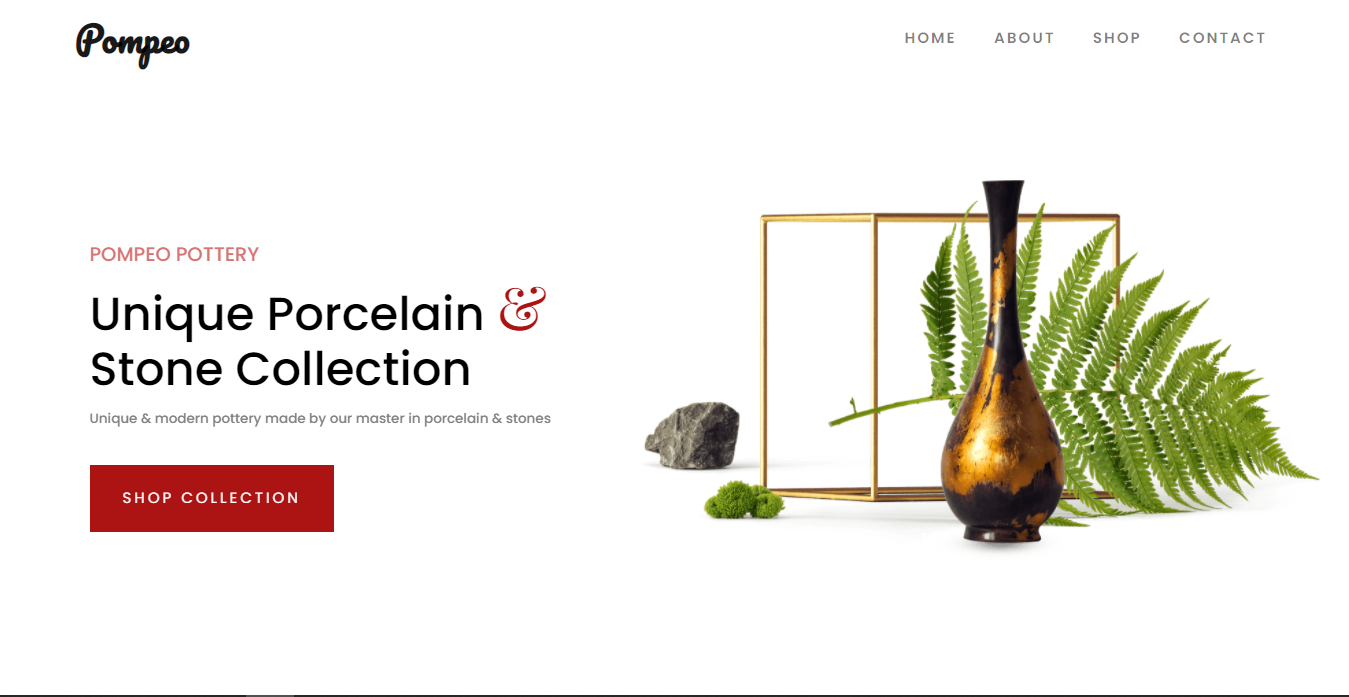 Pompeo
HOME ABOUT SHOP CONTACT
POMPEO POTTERY
Unique Porcelain &
Stone Collection
Unique & modern pottery made by our master in porcelain & stones
SHOP COLLECTION